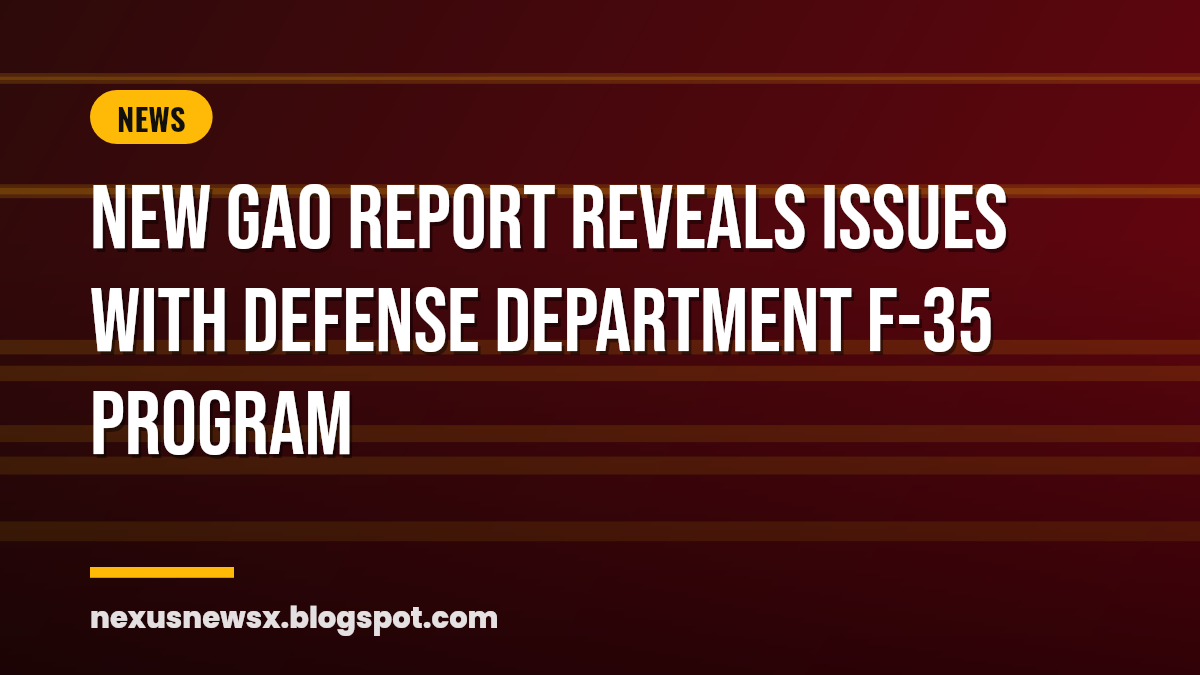 NEWS
NEW GAO REPORT REVEALS ISSUES
WITH DEFENSE DEPARTMENT F-35
PROGRAM
nexusnewsx.blogspot.com